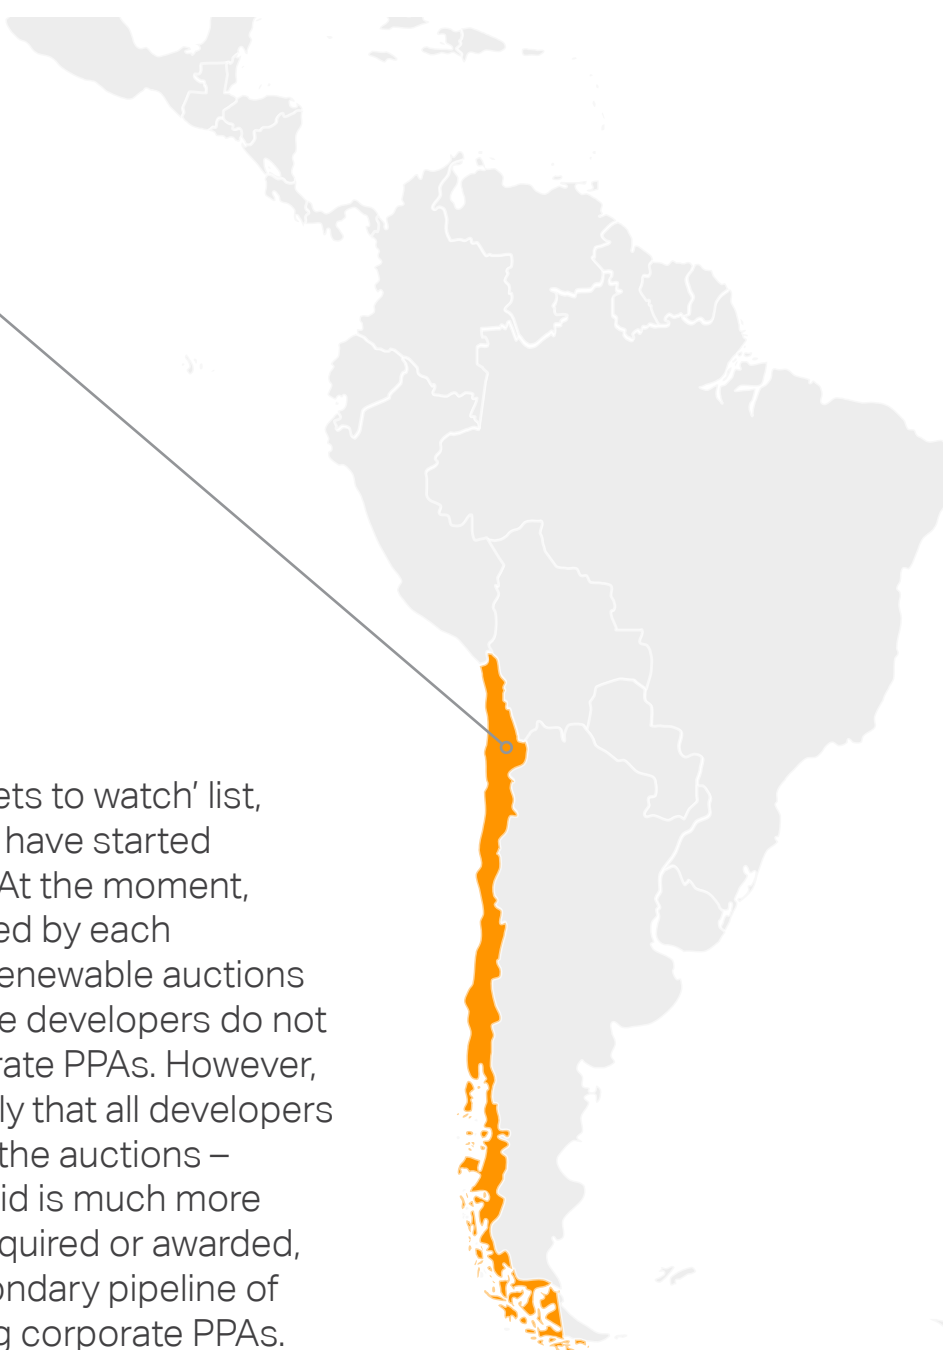 ets to watch’ list,
have started
At the moment,
ed by each
enewable auctions
e developers do not
rate PPAs. However,
ly that all developers
the auctions –
id is much more
quired or awarded,
ondary pipeline of
g corporate PPAs.